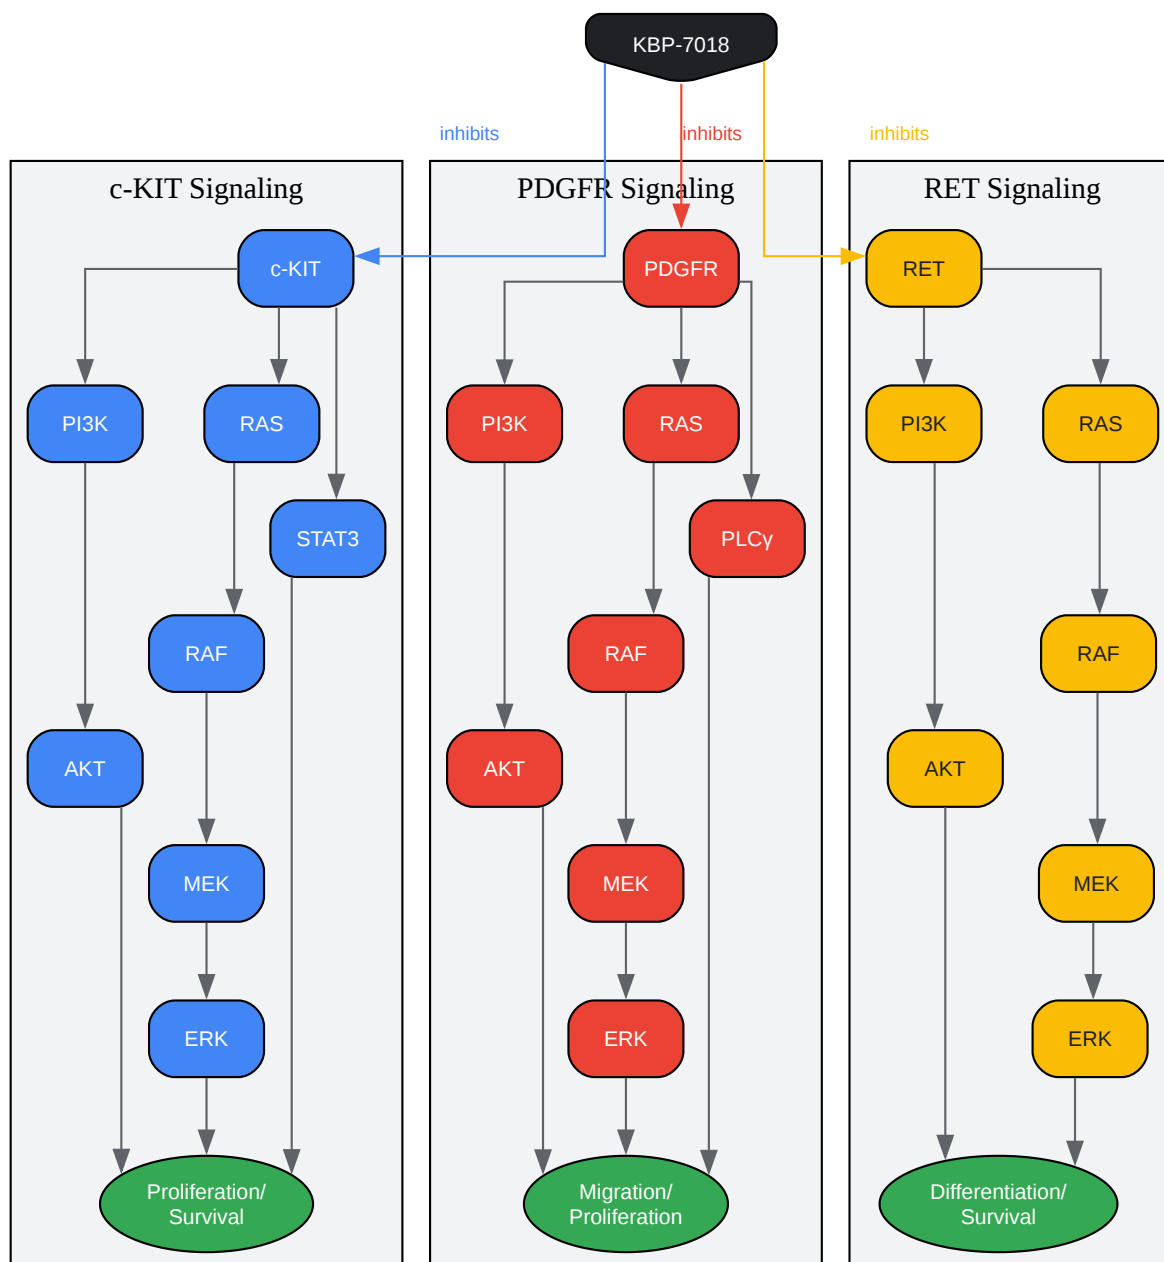 KBP-7018
inhibits
inhibits
inhibits
c-KIT Signaling
PDGFR Signaling
RET Signaling
c-KIT
PDGFR
RET
PI3K
RAS
PI3K
RAS
PI3K
RAS
STAT3
PLCγ
RAF
RAF
RAF
AKT
AKT
AKT
MEK
MEK
MEK
ERK
ERK
ERK
Proliferation/
Survival
Migration/
Proliferation
Differentiation/
Survival